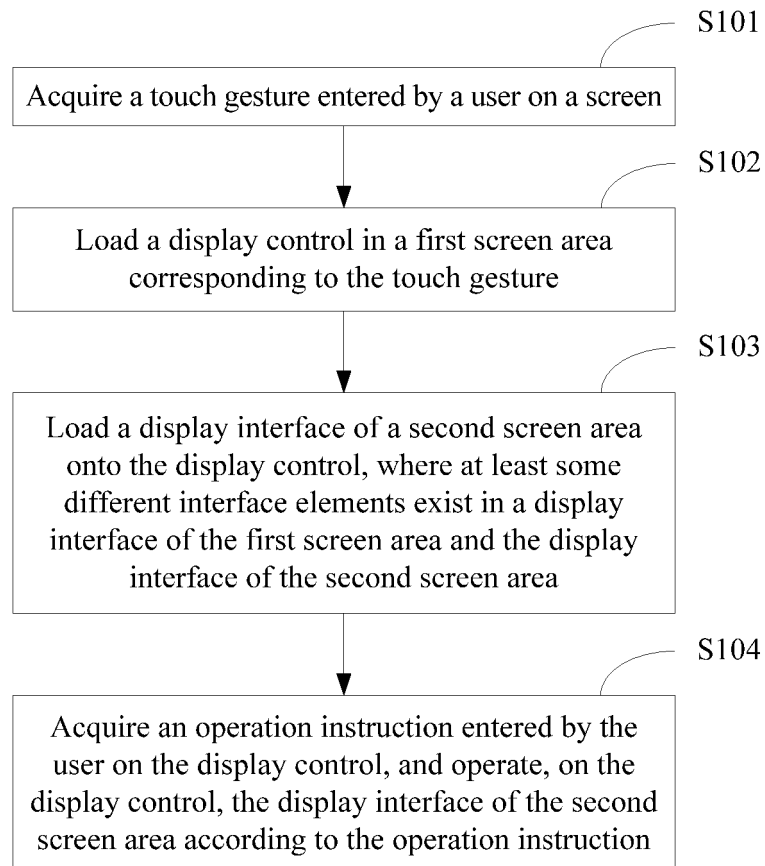 S101
Acquire a touch gesture entered by a user on a screen
S102
Load a display control in a first screen area
corresponding to the touch gesture
S103
Load a display interface of a second screen area
onto the display control, where at least some
different interface elements exist in a display
interface of the first screen area and the display
interface of the second screen area
S104
Acquire an operation instruction entered by the
user on the display control, and operate, on the
display control, the display interface of the second
screen area according to the operation instruction